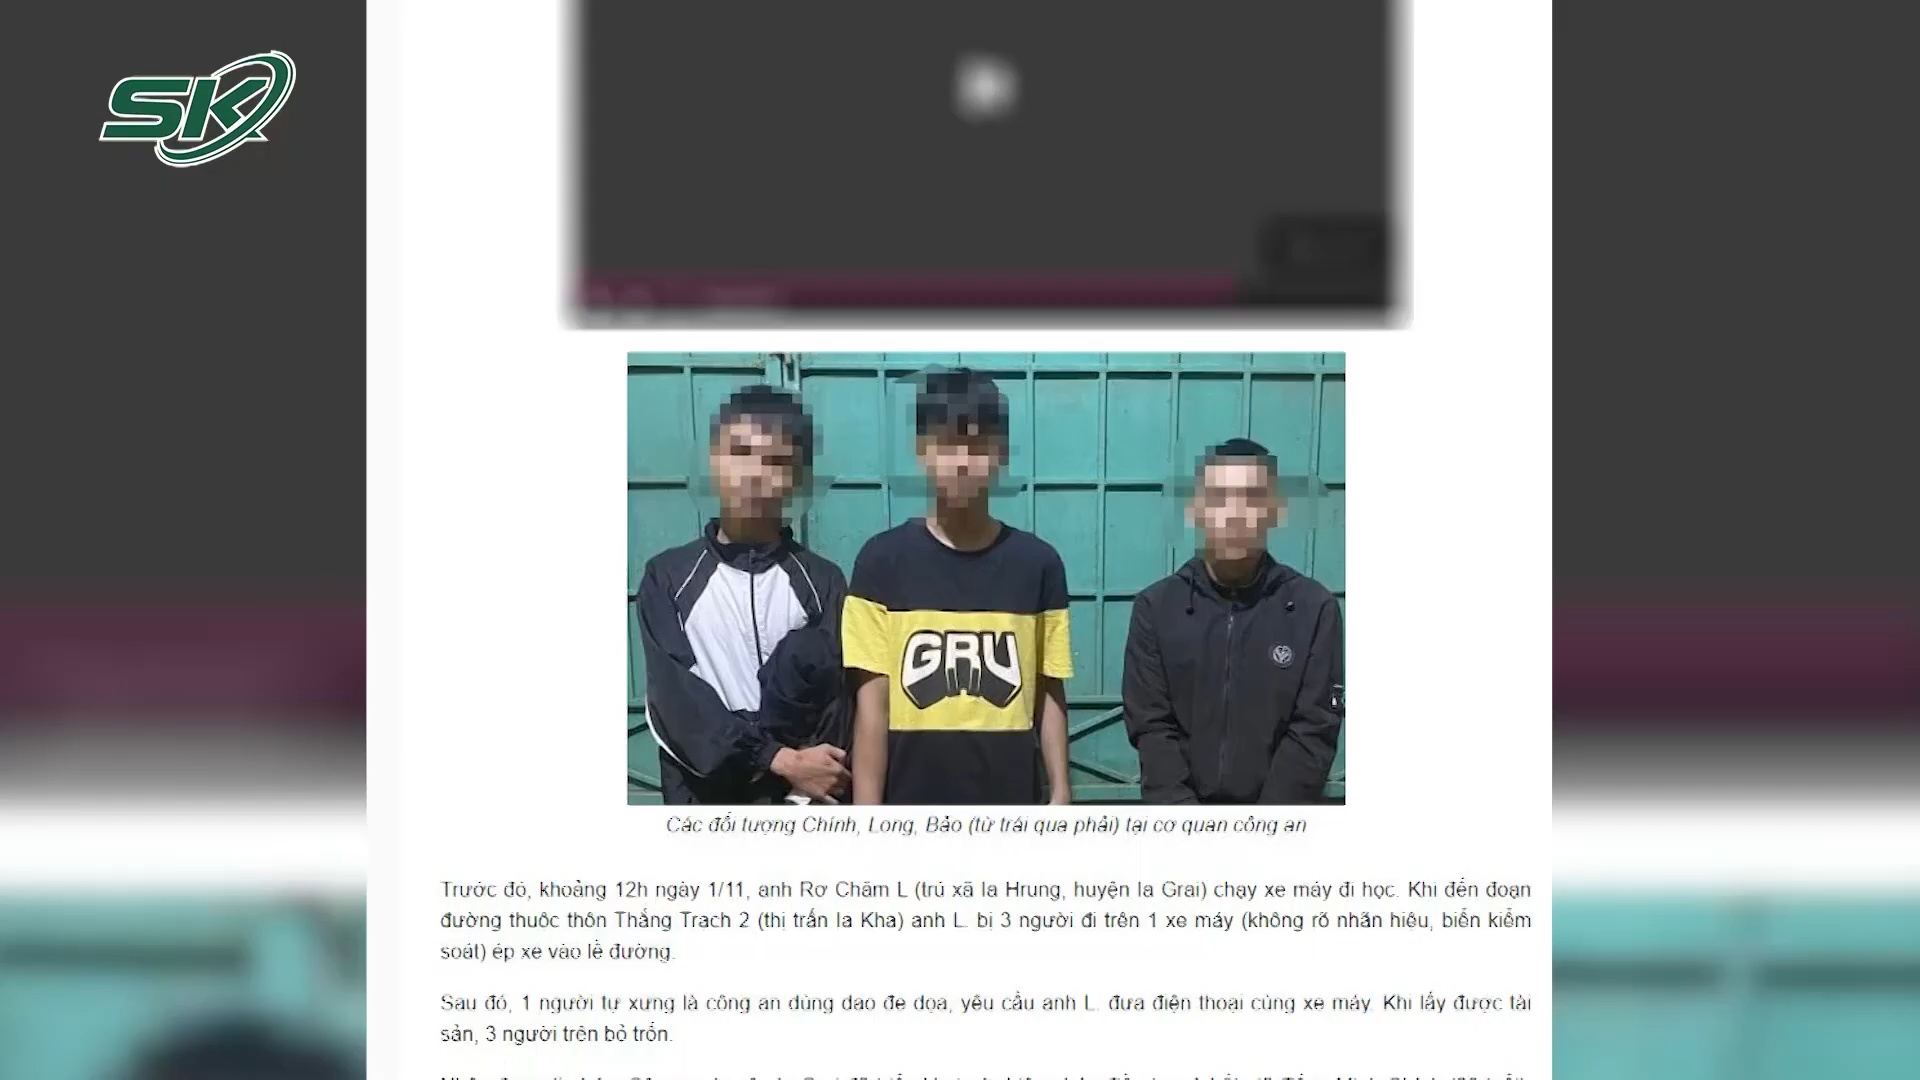 SK
GRU
Các đối tượng Chính, Long, Bảo (từ trái qua phải) tại cơ quan công an
Trước đó, khoảng 12h ngày 1/11, anh Rơ Chăm L (trú xã Ia Hrung, huyện Ia Grai) chạy xe máy đi học. Khi đến đoạn
đường thuộc thôn Thắng Trạch 2 (thị trấn Ia Kha) anh L. bị 3 người đi trên 1 xe máy (không rõ nhãn hiệu, biển kiểm
soát) ép xe vào lề đường.
Sau đó, 1 người tự xưng là công an dùng dao đe dọa, yêu cầu anh L. đưa điện thoại cùng xe máy. Khi lấy được tài
sản, 3 người trên bỏ trốn.